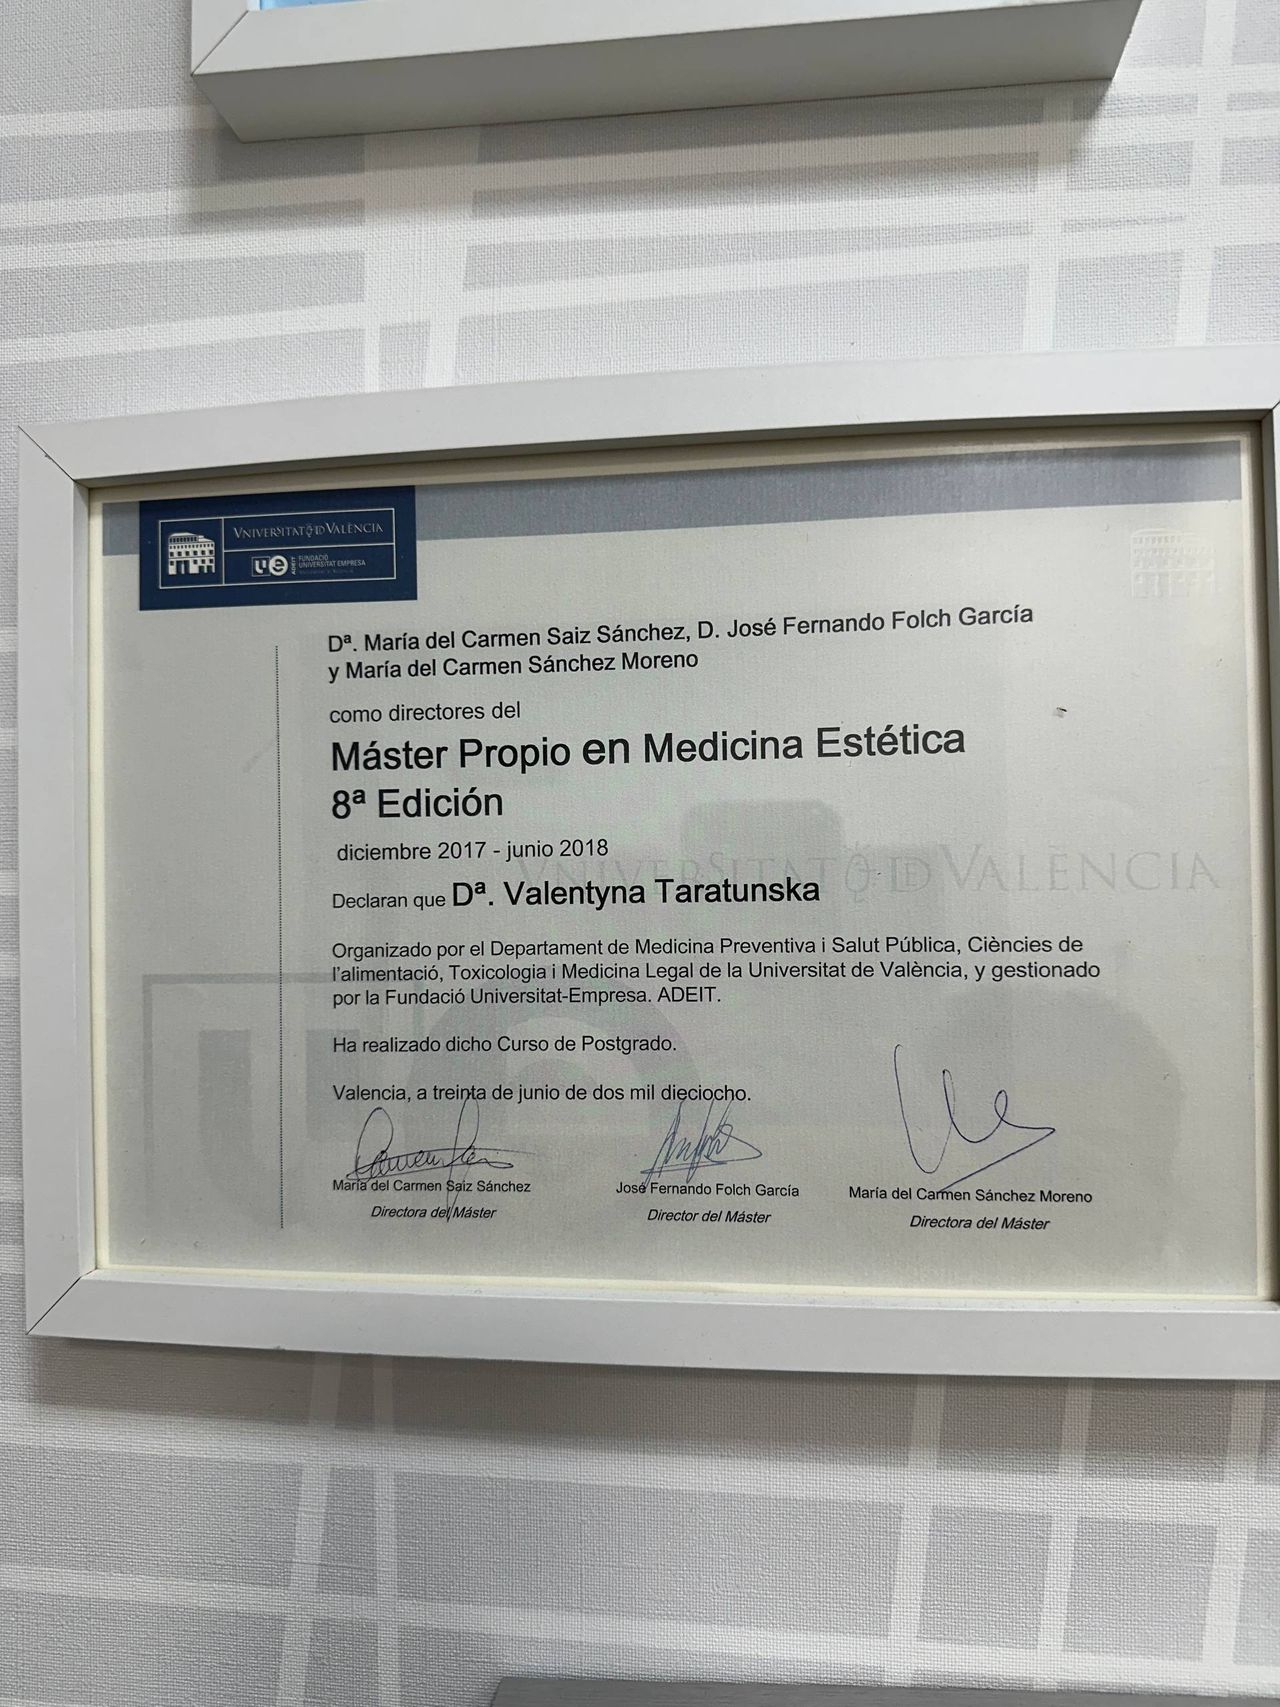 VNIVERSITAT ID VALÈNCIA
ue ADEIT FUNDACIÓ
UNIVERSITAT EMPRESA
Dª. María del Carmen Saiz Sánchez, D. José Fernando Folch García
y María del Carmen Sánchez Moreno
como directores del
Máster Propio en Medicina Estética
8ª Edición
diciembre 2017 - junio 2018
VNIVERSITAT ID VALÈNCIA
Declaran que Dª. Valentyna Taratunska
Organizado por el Departament de Medicina Preventiva i Salut Pública, Ciències de
l'alimentació, Toxicologia i Medicina Legal de la Universitat de València, y gestionado
por la Fundació Universitat-Empresa. ADEIT.
Ha realizado dicho Curso de Postgrado.
Valencia, a treinta de junio de dos mil dieciocho.
María del Carmen Saiz Sánchez
Directora del Máster
José Fernando Folch García
Director del Máster
María del Carmen Sánchez Moreno
Directora del Máster